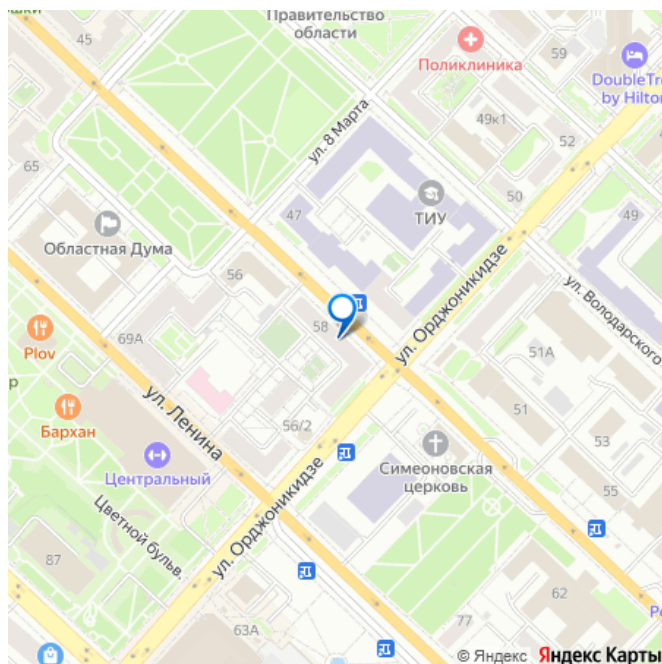 Правительство
области
45
Поликлиника
59
DoubleTre
by Hilton
49к1
ул. 8 Марта
52
65
50
ТИУ
47
49
Областная Дума
56
ул. Володарского
ул. Орджоникидзе
58
69А
Plov
51А
ул. Ленина
51
Бархан
56/2
53
Симеоновская
церковь
Центральный
55
ул. Орджоникидзе
Цветной бульв.
87
62
77
63А
© Яндекс Яндекс Карты